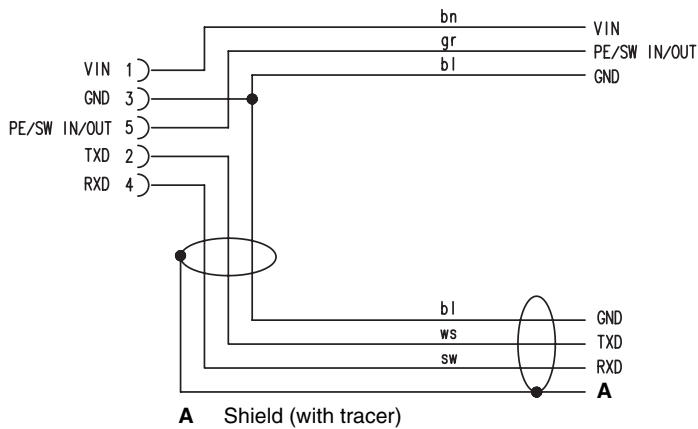 bn
VIN
gr
PE/SW IN/OUT
bl
GND
VIN 1
GND 3
PE/SW IN/OUT 5
TXD 2
RXD 4
bl
GND
ws
TXD
sw
RXD
A
A Shield (with tracer)